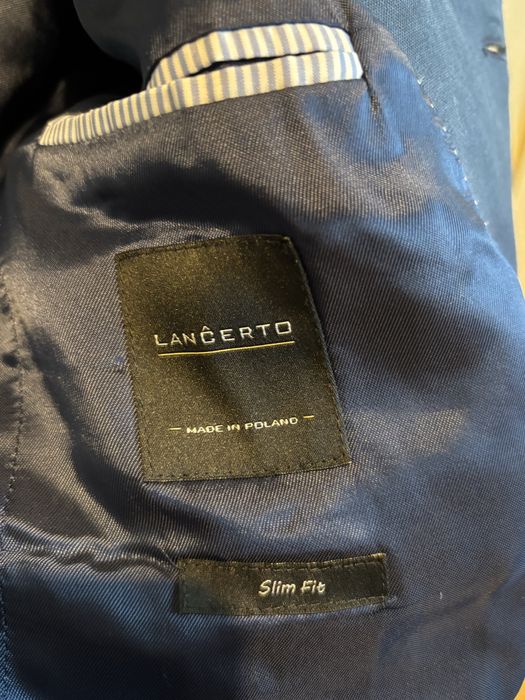 LANĈERTO
— MADE IN POLAND —
Slim Fit